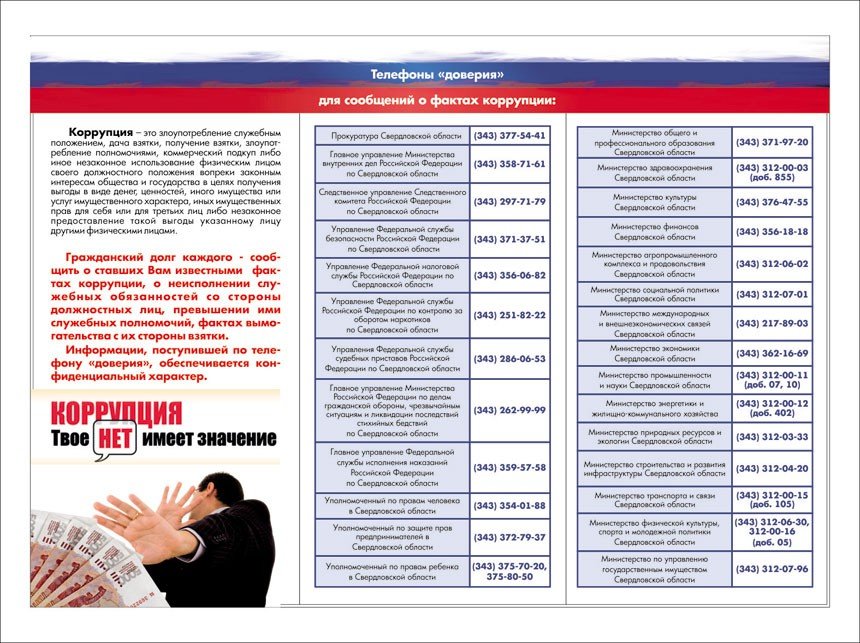 Телефоны «доверия»
для сообщений о фактах коррупции:
Коррупция – это злоупотребление служебным
положением, дача взятки, получение взятки, злоупот-
ребление полномочиями, коммерческий подкуп либо
иное незаконное использование физическим лицом
своего должностного положения вопреки законным
интересам общества и государства в целях получения
выгоды в виде денег, ценностей, иного имущества или
услуг имущественного характера, иных имущественных
прав для себя или для третьих лиц либо незаконное
предоставление такой выгоды указанному лицу
другими физическими лицами.
Гражданский долг каждого - сооб-
щить о ставших Вам известными фак-
тах коррупции, о неисполнении слу-
жебных обязанностей со стороны
должностных лиц, превышении ими
служебных полномочий, фактах вымо-
гательства с их стороны взятки.
Информации, поступившей по теле-
фону «доверия», обеспечивается кон-
фиденциальный характер.
КОРРУПЦИЯ
Твое НЕТ имеет значение
Прокуратура Свердловской области (343) 377-54-41
Главное управление Министерства
внутренних дел Российской Федерации
по Свердловской области
(343) 358-71-61
Следственное управление Следственного
комитета Российской Федерации
по Свердловской области
(343) 297-71-79
Управление Федеральной службы
безопасности Российской Федерации
по Свердловской области
(343) 371-37-51
Управление Федеральной налоговой
службы Российской Федерации по
Свердловской области
(343) 356-06-82
Управление Федеральной службы
Российской Федерации по контролю за
оборотом наркотиков
по Свердловской области
(343) 251-82-22
Управления Федеральной службы
судебных приставов Российской
Федерации по Свердловской области
(343) 286-06-53
Главное управление Министерства
Российской Федерации по делам
гражданской обороны, чрезвычайным
ситуациям и ликвидации последствий
стихийных бедствий
по Свердловской области
(343) 262-99-99
Главное управление Федеральной
службы исполнения наказаний
Российской Федерации
по Свердловской области
(343) 359-57-58
Уполномоченный по правам человека
в Свердловской области
(343) 354-01-88
Уполномоченный по защите прав
предпринимателей в
Свердловской области
(343) 372-79-37
Уполномоченный по правам ребенка
в Свердловской области
(343) 375-70-20,
375-80-50
Министерство общего и
профессионального образования
Свердловской области
(343) 371-97-20
Министерство здравоохранения
Свердловской области
(343) 312-00-03
(доб. 855)
Министерство культуры
Свердловской области
(343) 376-47-55
Министерство финансов
Свердловской области
(343) 356-18-18
Министерство агропромышленного
комплекса и продовольствия
Свердловской области
(343) 312-06-02
Министерство социальной политики
Свердловской области
(343) 312-07-01
Министерство международных
и внешнеэкономических связей
Свердловской области
(343) 217-89-03
Министерство экономики
Свердловской области
(343) 362-16-69
Министерство промышленности
и науки Свердловской области
(343) 312-00-11
(доб. 07, 10)
Министерство энергетики и
жилищно-коммунального хозяйства
(343) 312-00-12
(доб. 402)
Министерство природных ресурсов и
экологии Свердловской области
(343) 312-03-33
Министерство строительства и развития
инфраструктуры Свердловской области
(343) 312-04-20
Министерство транспорта и связи
Свердловской области
(343) 312-00-15
(доб. 105)
Министерство физической культуры,
спорта и молодежной политики
Свердловской области
(343) 312-06-30,
312-00-16
(доб. 05)
Министерство по управлению
государственным имуществом
Свердловской области
(343) 312-07-96